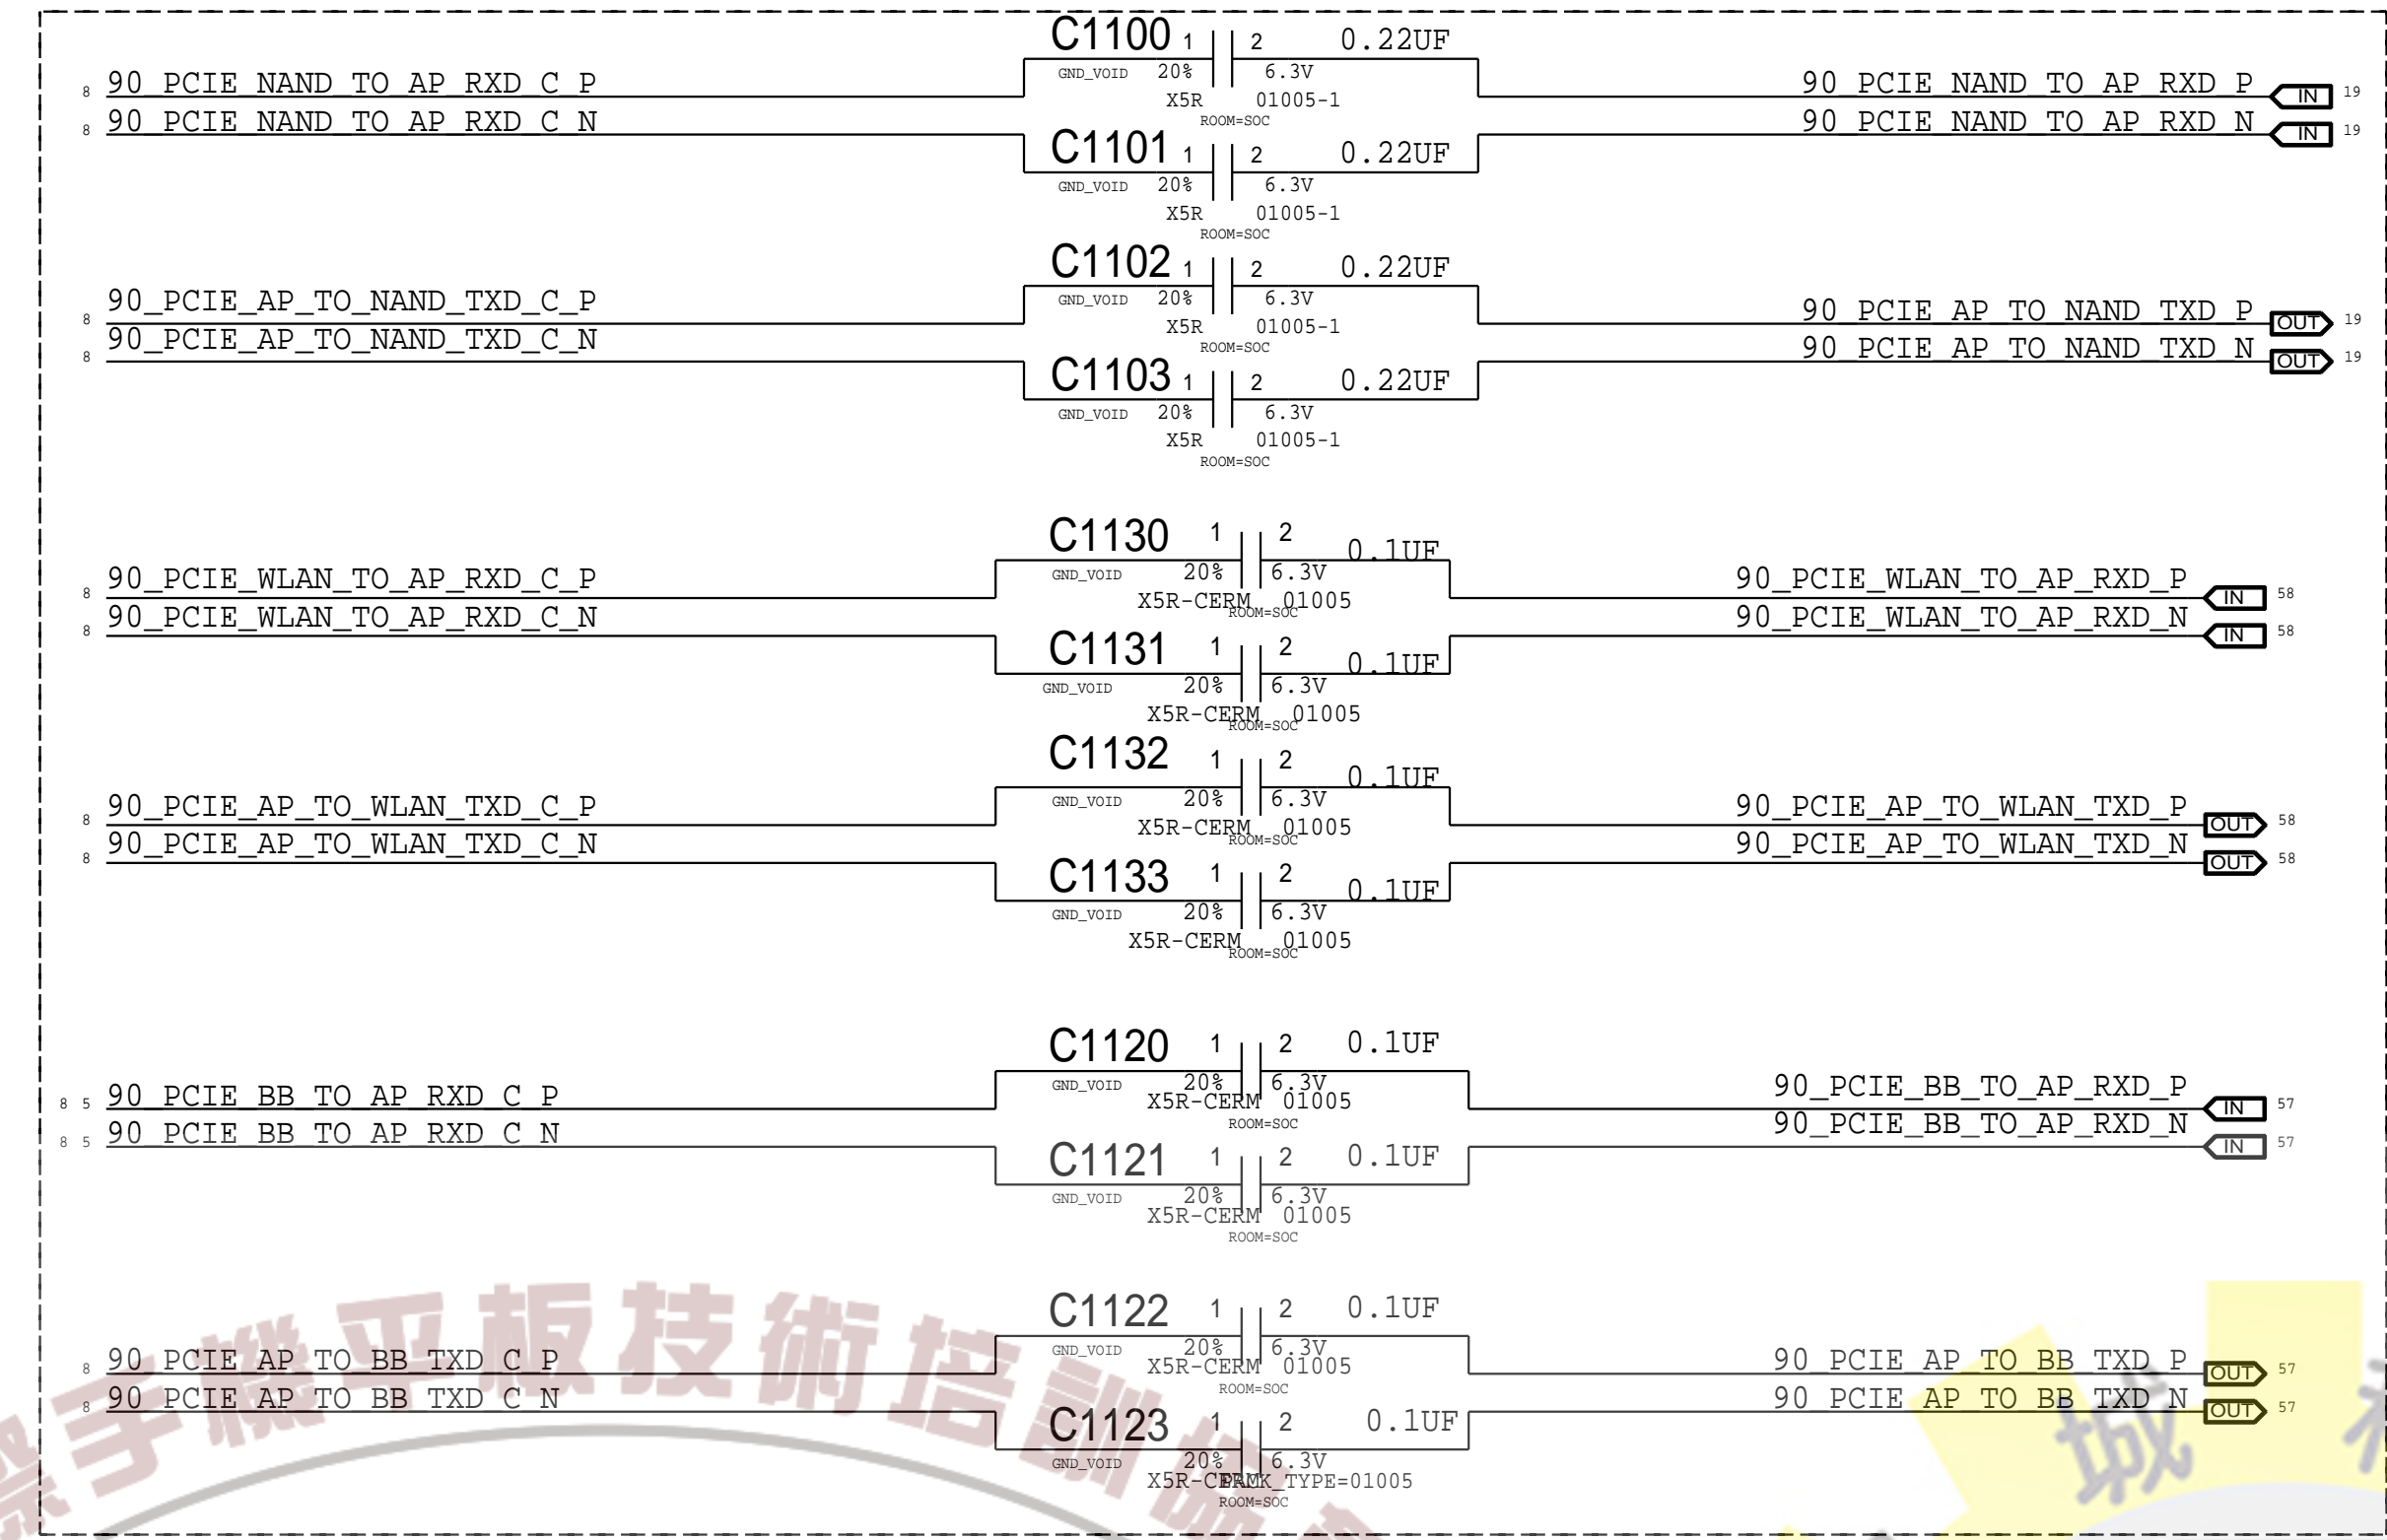 C1100 1 2 0.22UF
90_PCIE_NAND_TO_AP_RXD_C_P GND_VOID 20% 6.3V 90_PCIE_NAND_TO_AP_RXD_P
8 X5R 01005-1 IN 19
90_PCIE_NAND_TO_AP_RXD_C_N ROOM=SOC 90_PCIE_NAND_TO_AP_RXD_N
8 IN 19
C1101 1 2 0.22UF
GND_VOID 20% 6.3V
X5R 01005-1
ROOM=SOC
C1102 1 2 0.22UF
90_PCIE_AP_TO_NAND_TXD_C_P GND_VOID 20% 6.3V 90_PCIE_AP_TO_NAND_TXD_P
8 X5R 01005-1 OUT 19
90_PCIE_AP_TO_NAND_TXD_C_N ROOM=SOC 90_PCIE_AP_TO_NAND_TXD_N
8 OUT 19
C1103 1 2 0.22UF
GND_VOID 20% 6.3V
X5R 01005-1
ROOM=SOC
C1130 1 2 0.1UF
90_PCIE_WLAN_TO_AP_RXD_C_P GND_VOID 20% 6.3V 90_PCIE_WLAN_TO_AP_RXD_P
8 X5R-CERM 01005 IN 58
90_PCIE_WLAN_TO_AP_RXD_C_N ROOM=SOC 90_PCIE_WLAN_TO_AP_RXD_N
8 IN 58
C1131 1 2 0.1UF
GND_VOID 20% 6.3V
X5R-CERM 01005
ROOM=SOC
C1132 1 2 0.1UF
90_PCIE_AP_TO_WLAN_TXD_C_P GND_VOID 20% 6.3V 90_PCIE_AP_TO_WLAN_TXD_P
8 X5R-CERM 01005 OUT 58
90_PCIE_AP_TO_WLAN_TXD_C_N ROOM=SOC 90_PCIE_AP_TO_WLAN_TXD_N
8 OUT 58
C1133 1 2 0.1UF
GND_VOID 20% 6.3V
X5R-CERM 01005
ROOM=SOC
C1120 1 2 0.1UF
90_PCIE_BB_TO_AP_RXD_C_P GND_VOID 20% 6.3V 90_PCIE_BB_TO_AP_RXD_P
8 5 X5R-CERM 01005 IN 57
90_PCIE_BB_TO_AP_RXD_C_N ROOM=SOC 90_PCIE_BB_TO_AP_RXD_N
8 5 IN 57
C1121 1 2 0.1UF
GND_VOID 20% 6.3V
X5R-CERM 01005
ROOM=SOC
C1122 1 2 0.1UF
90_PCIE_AP_TO_BB_TXD_C_P GND_VOID 20% 6.3V 90_PCIE_AP_TO_BB_TXD_P
8 X5R-CERM 01005 OUT 57
90_PCIE_AP_TO_BB_TXD_C_N ROOM=SOC 90_PCIE_AP_TO_BB_TXD_N
8 OUT 57
C1123 1 2 0.1UF
GND_VOID 20% 6.3V
X5R-CERM PACK_TYPE=01005
ROOM=SOC
手機平板技術培訓
城